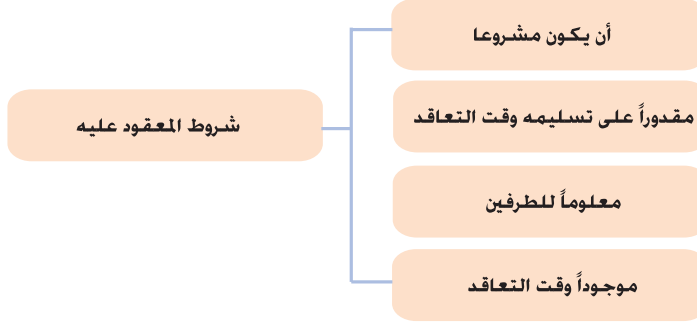 شروط المعقود عليه
أن يكون مشروعا
مقدوراً على تسليمه وقت التعاقد
معلوماً للطرفين
موجوداً وقت التعاقد